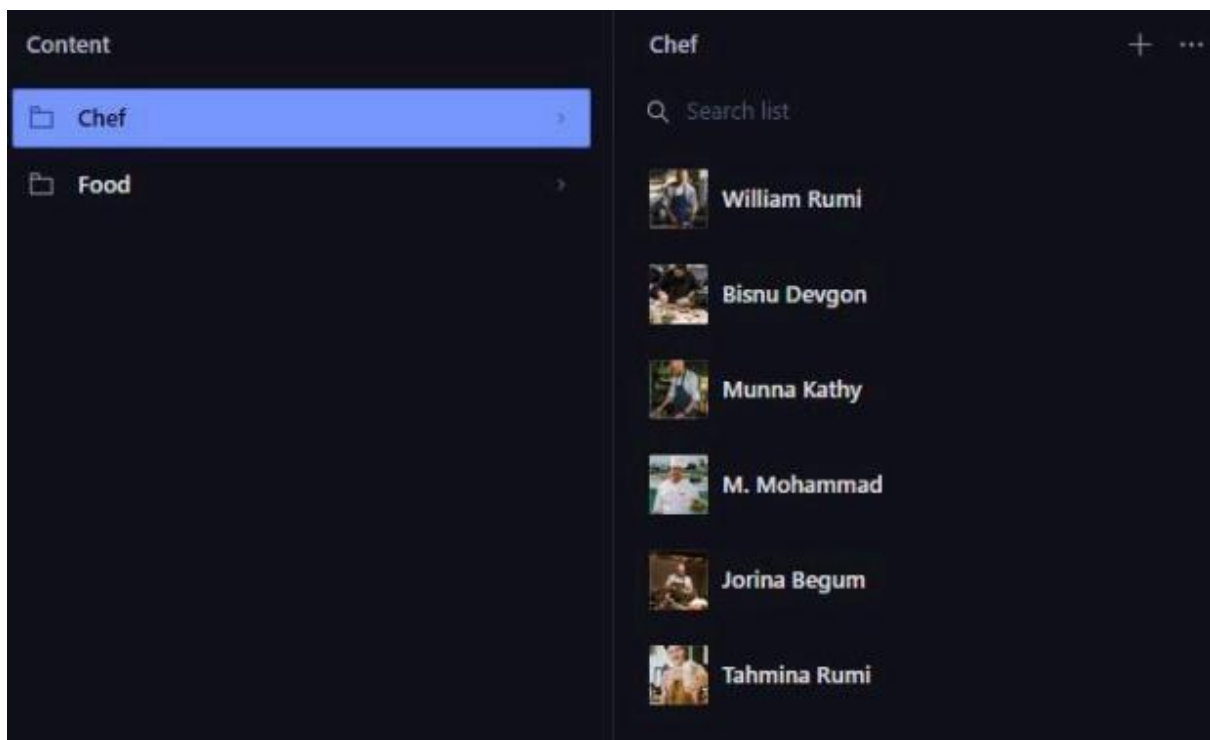 Content
Chef
Food
Chef
Search list
William Rumi
Bisnu Devgon
Munna Kathy
M. Mohammad
Jorina Begum
Tahmina Rumi